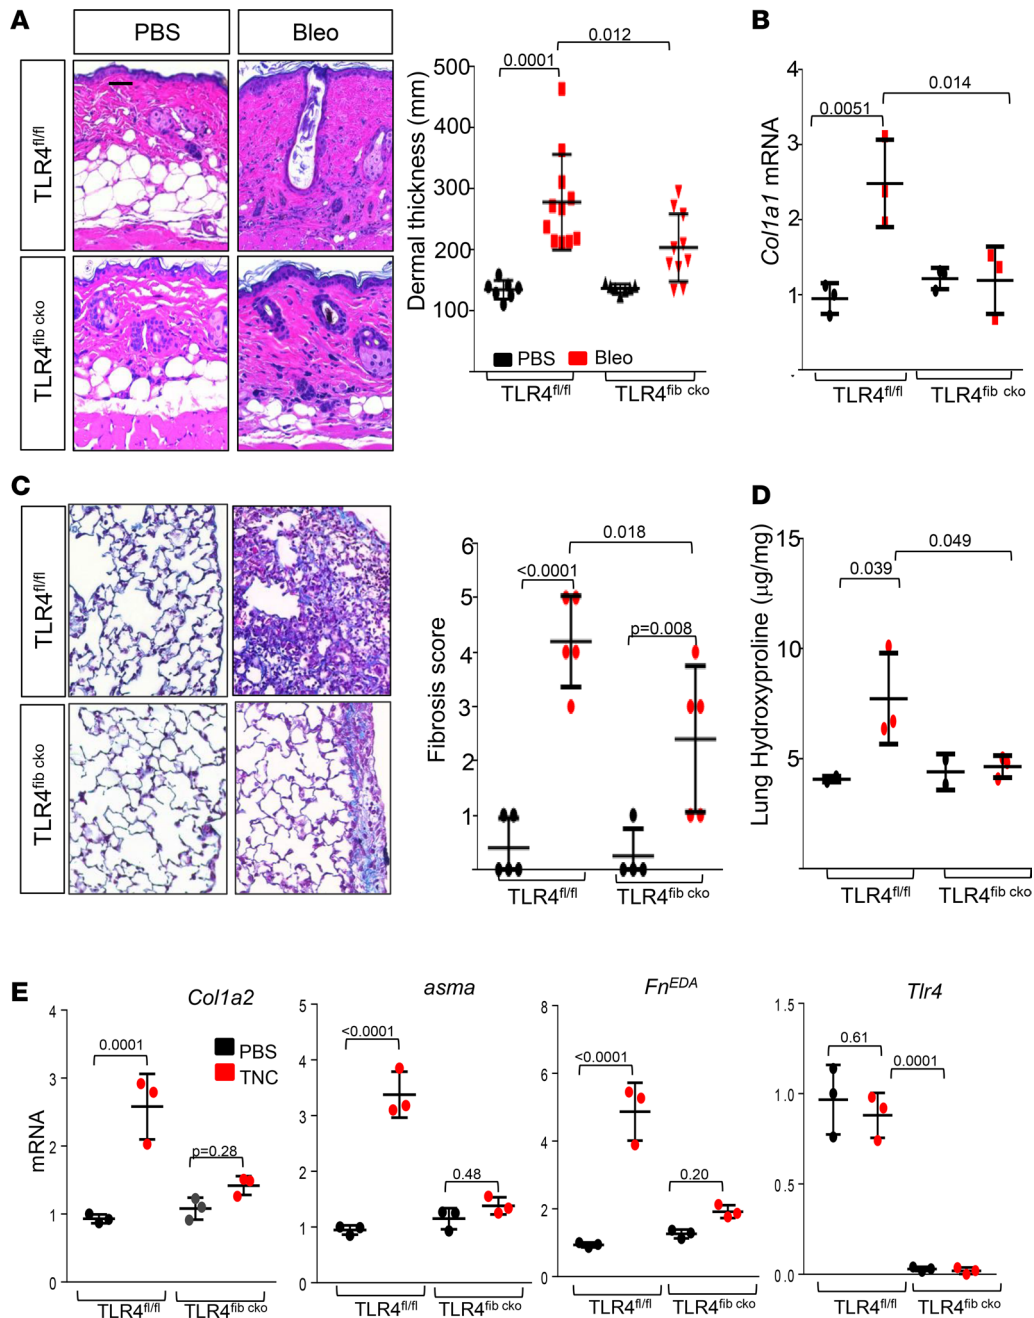 A
PBS
Bleo
TLR4fl/fl
TLR4fib cko
Dermal thickness (mm)
500
400
300
200
100
0.0001
0.012
PBS
Bleo
TLR4fl/fl
TLR4fib cko
B
Col1a1 mRNA
4
3
2
1
0.0051
0.014
TLR4fl/fl
TLR4fib cko
C
TLR4fl/fl
TLR4fib cko
Fibrosis score
6
5
4
3
2
1
<0.0001
0.018
p=0.008
TLR4fl/fl
TLR4fib cko
D
Lung Hydroxyproline (µg/mg)
15
10
5
0.039
0.049
TLR4fl/fl
TLR4fib cko
E
mRNA
Col1a2
4
3
2
1
0
0.0001
p=0.28
PBS
TNC
TLR4fl/fl
TLR4fib cko
asma
5
4
3
2
1
0
<0.0001
0.48
TLR4fl/fl
TLR4fib cko
FnEDA
8
6
4
2
0
<0.0001
0.20
TLR4fl/fl
TLR4fib cko
Tlr4
1.5
1.0
0.5
0.0
0.61
0.0001
TLR4fl/fl
TLR4fib cko